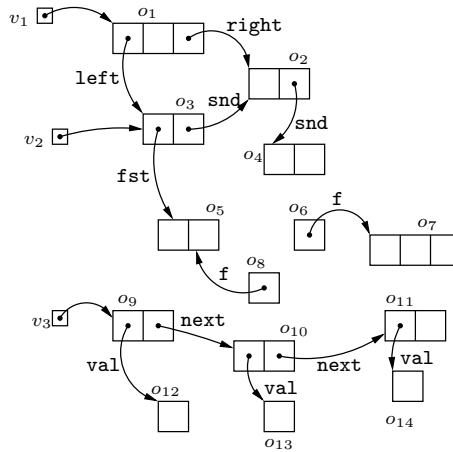 v1 o1 right
left o3 snd o2
v2 snd
fst o4
o5 o6 f o7
f o8
v3 o9 next o10 o11
val o12 val next val
o13 o14